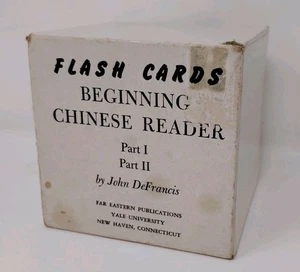 FLASH CARDS
BEGINNING
CHINESE READER
Part I
Part II
by John DeFrancis
FAR EASTERN PUBLICATIONS
YALE UNIVERSITY
NEW HAVEN, CONNECTICUT